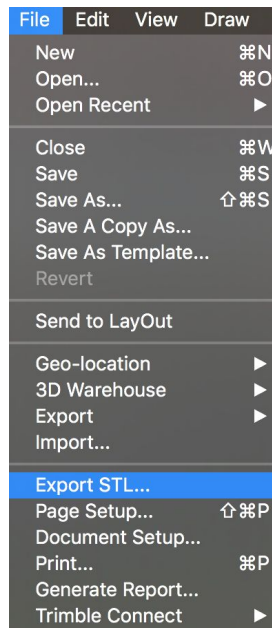 File Edit View Draw
New ⌘N
Open... ⌘O
Open Recent ▶
Close ⌘W
Save ⌘S
Save As... ⇧⌘S
Save A Copy As...
Save As Template...
Revert
Send to LayOut
Geo-location ▶
3D Warehouse ▶
Export ▶
Import...
Export STL...
Page Setup... ⇧⌘P
Document Setup...
Print... ⌘P
Generate Report...
Trimble Connect ▶